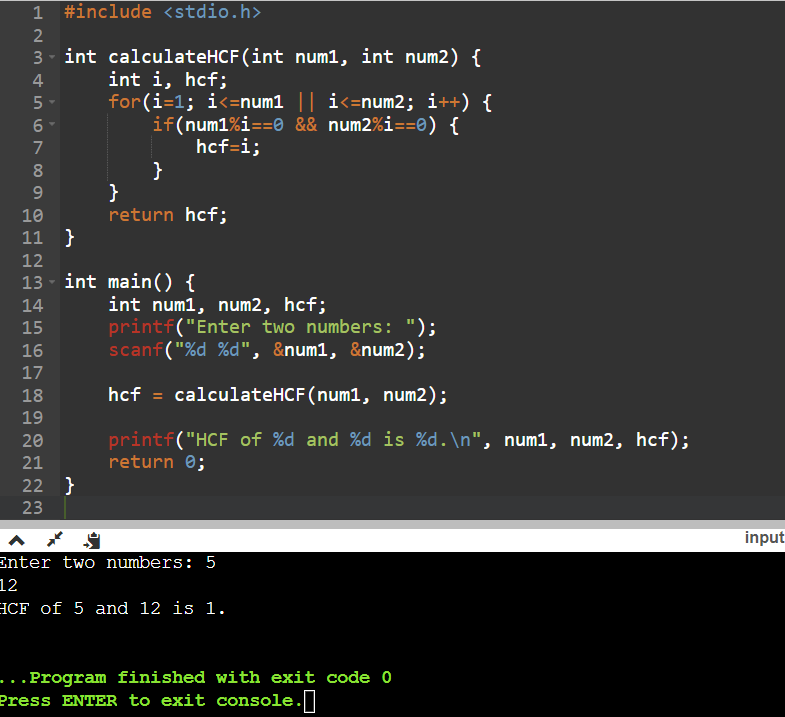 1 #include <stdio.h>
2
3 int calculateHCF(int num1, int num2) {
4     int i, hcf;
5     for(i=1; i<=num1 || i<=num2; i++) {
6         if(num1%i==0 && num2%i==0) {
7             hcf=i;
8         }
9     }
10     return hcf;
11 }
12
13 int main() {
14     int num1, num2, hcf;
15     printf("Enter two numbers: ");
16     scanf("%d %d", &num1, &num2);
17
18     hcf = calculateHCF(num1, num2);
19
20     printf("HCF of %d and %d is %d.\n", num1, num2, hcf);
21     return 0;
22 }
23
input
Enter two numbers: 5
12
HCF of 5 and 12 is 1.
...Program finished with exit code 0
Press ENTER to exit console.